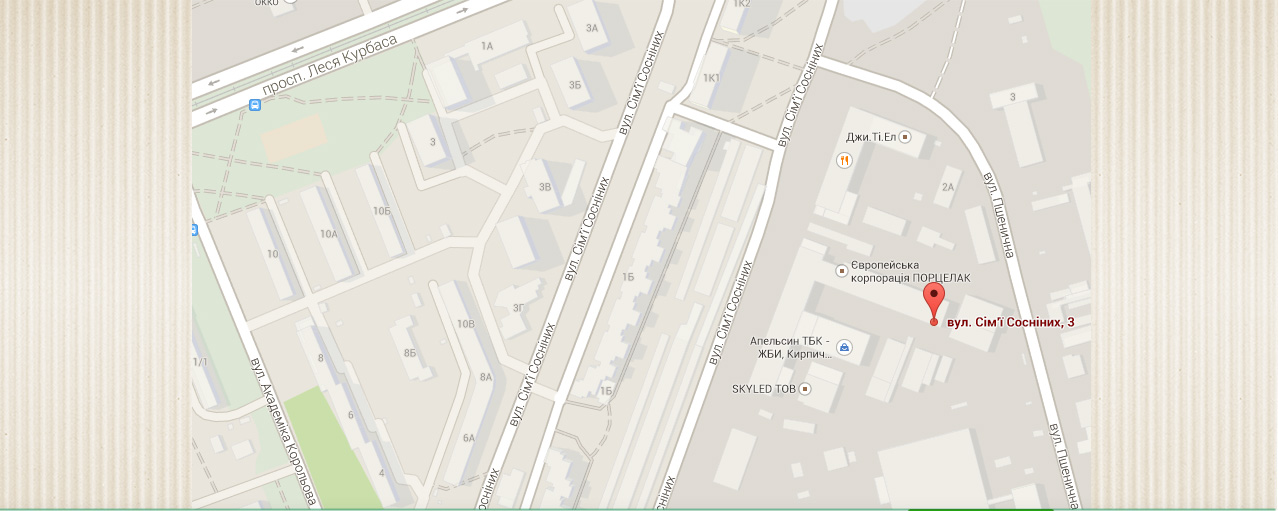 ОККО
1К2
3А
1А
просп. Леся Курбаса
3Б
1К1
3
вул. Сім'ї Сосніних
вул. Сім'ї Сосніних
3
Джи.Ті.Ел
3В
2А
вул. Пшенична
10Б
10А
10
вул. Сім'ї Сосніних
1Б
Європейська
корпорація ПОРЦЕЛАК
вул. Сім'ї Сосніних
3Г
10В
вул. Сім'ї Сосніних, 3
8
8Б
Апельсин ТБК -
ЖБИ, Кирпич...
1/1
8А
вул. Сім'ї Сосніних
1Б
SKYLED ТОВ
вул. Академіка Корольова
6
6А
4
вул. Пшенична
осніних
сніних